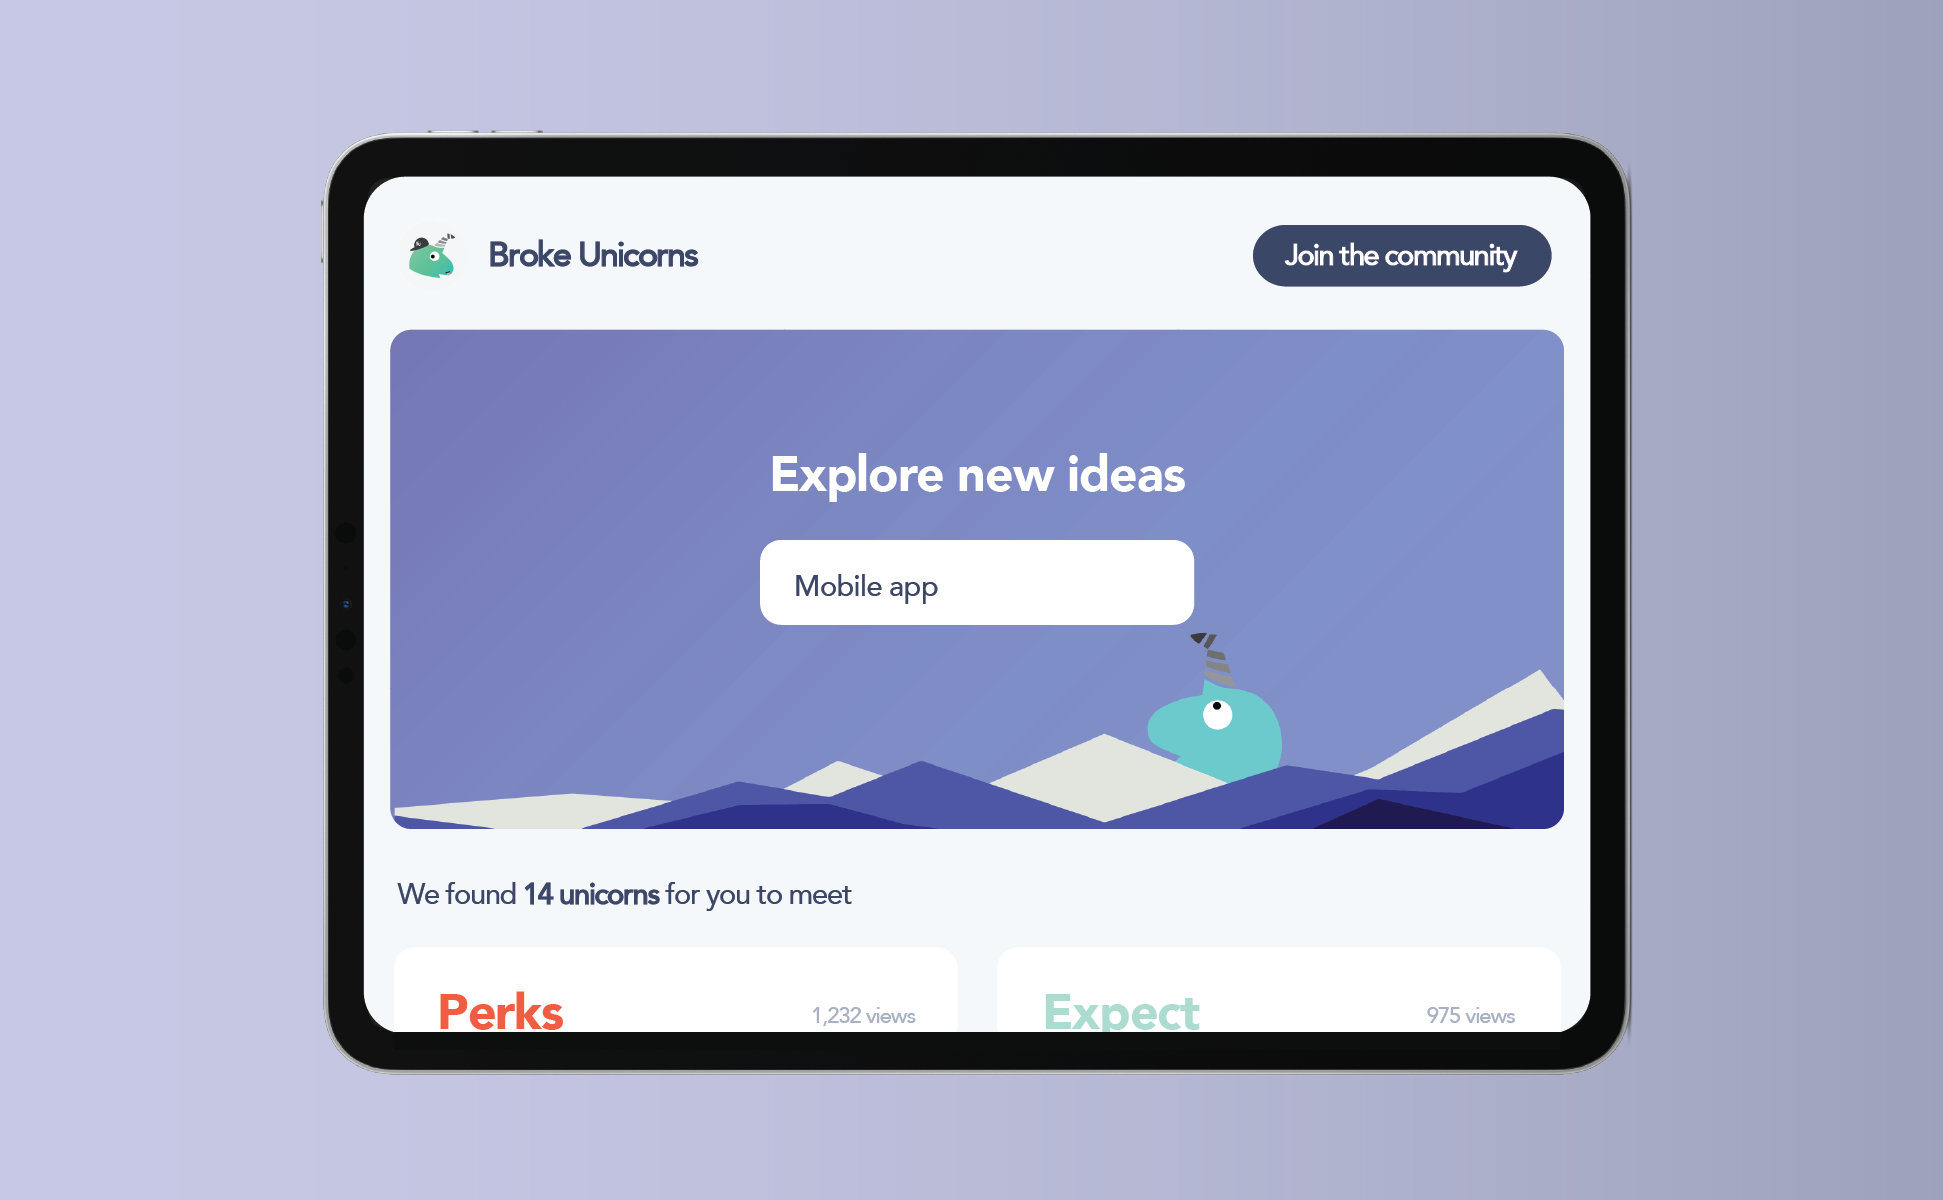 Broke Unicorns
Join the community
Explore new ideas
Mobile app
We found 14 unicorns for you to meet
Perks
1,232 views
Expect
975 views